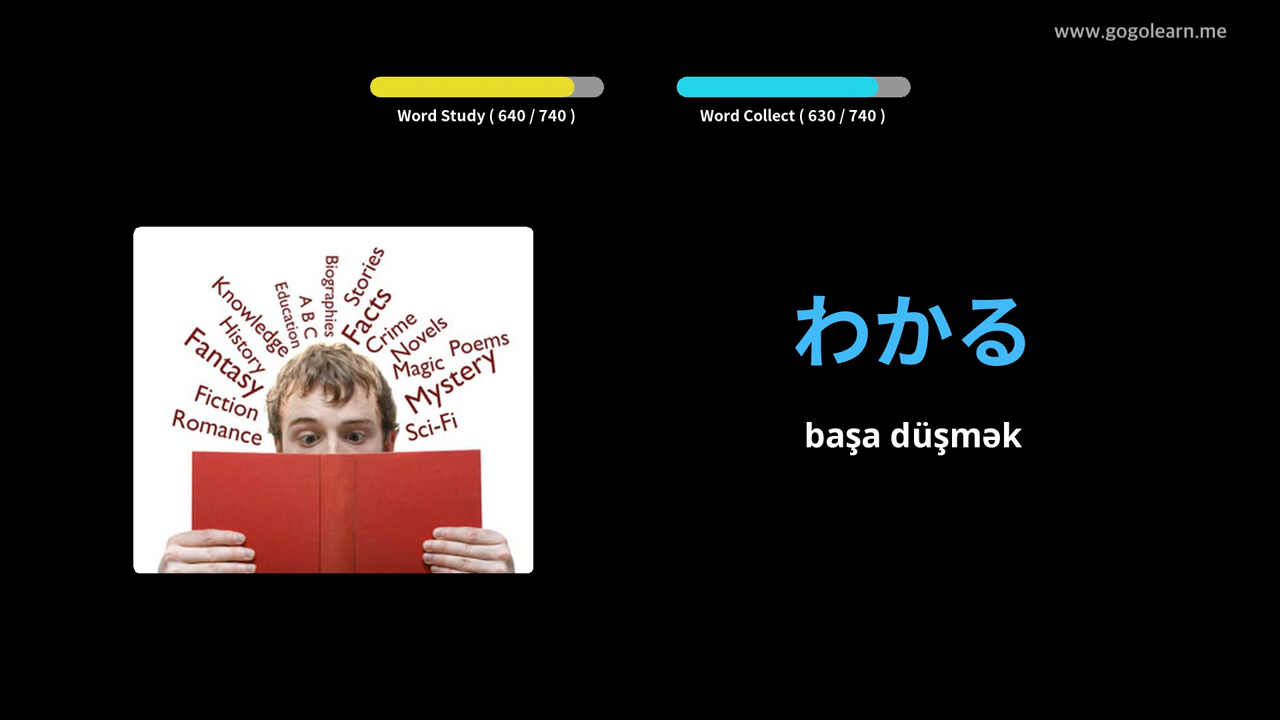 www.gogolearn.me
Word Study ( 640 / 740 )
Word Collect ( 630 / 740 )
Knowledge
Education
A B C
Biographies
Stories
Facts
History
Crime
Novels
Poems
Fantasy
Magic
Mystery
Fiction
Romance
Sci-Fi
わかる
başa düşmək